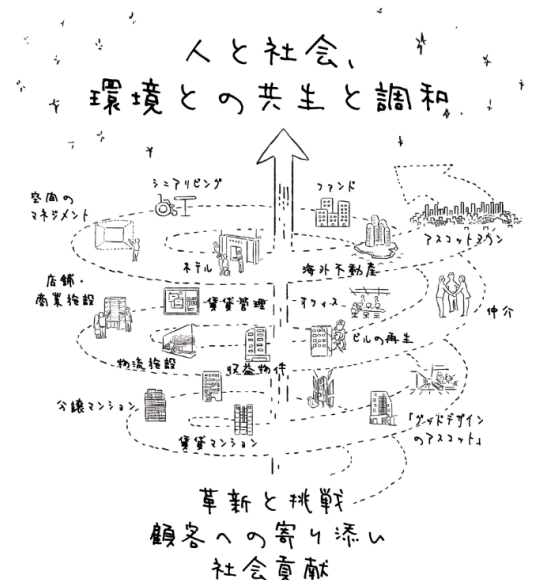 人と社会、
環境との共生と調和
シニアリビング
ファンド
空間の
マネジメント
アスコットタウン
ホテル
海外不動産
店舗・
商業施設
賃貸管理
オフィス
仲介
ビルの再生
物流施設
収益物件
分譲マンション
「グッドデザイン
のアスコット」
賃貸マンション
革新と挑戦
顧客への寄り添い
社会貢献